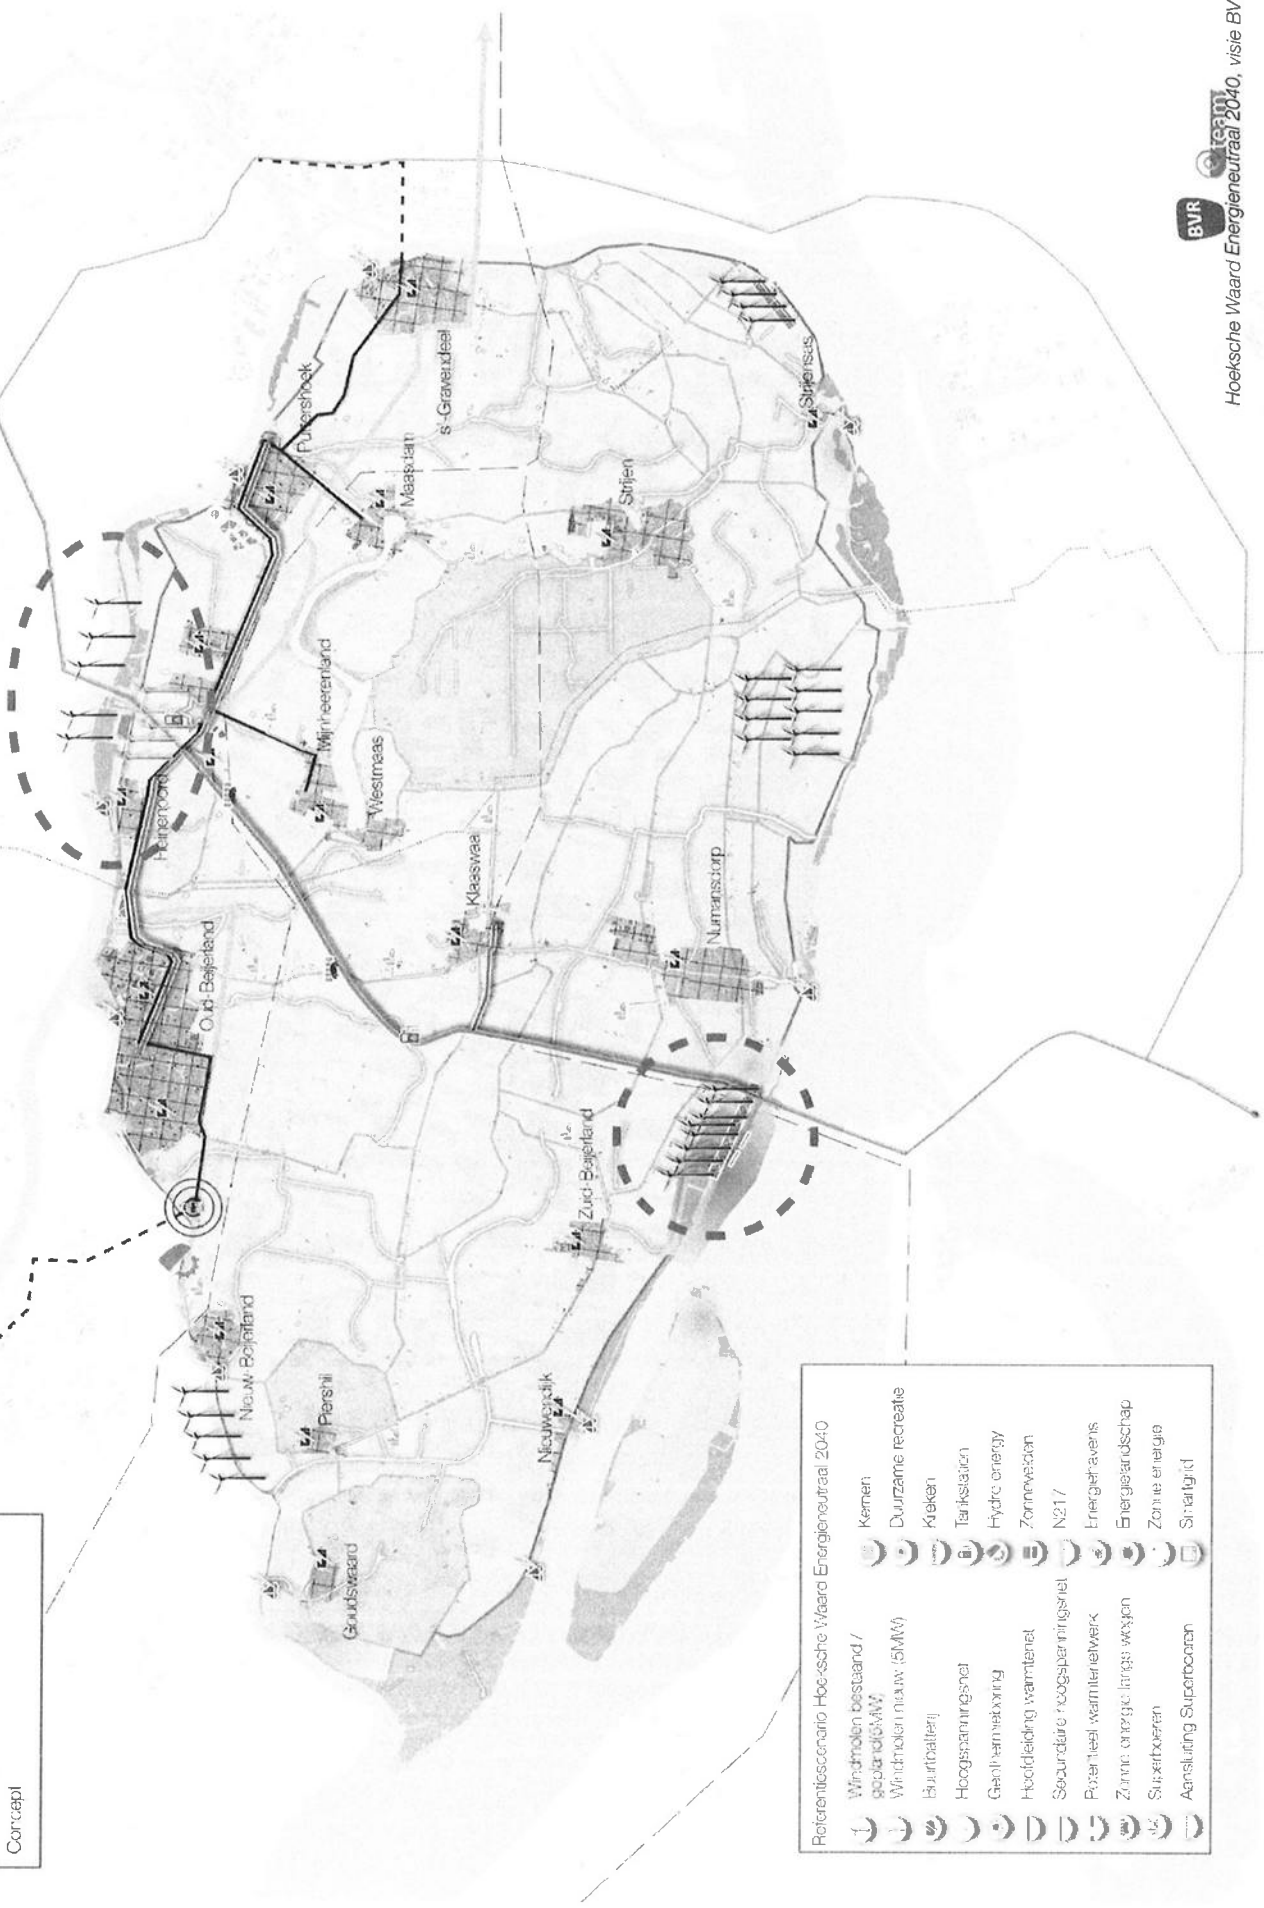 Concept
Puttershoek
's-Gravendeel
Maasdam
Strijen
Strijensas
Mijnheerenland
Westmaas
Heinenoord
Klaaswaal
Numansdorp
Oud-Beijerland
Zuid-Beijerland
Nieuw-Beijerland
Piershil
Nieuwendijk
Goudswaard
Referentiescenario Hoeksche Waard Energieneutraal 2040
Windmolen bestaand /
gepland(5MW)
Windmolen nieuw (5MW)
Buurtbatterij
Hoogspanningsnet
Geothermieboring
Hoofdleiding warmtenet
Secundaire hoogspanningsnet
Potentieel warmtenetwerk
Zonne energie langs wegen
Superboeren
Aansluiting Superboeren
Kernen
Duurzame recreatie
Kreken
Tankstation
Hydro energy
Zonnevelden
N217
Energiehavens
Energielandschap
Zonne energie
Smartgrid
BVR
team
Hoeksche Waard Energieneutraal 2040, visie BV